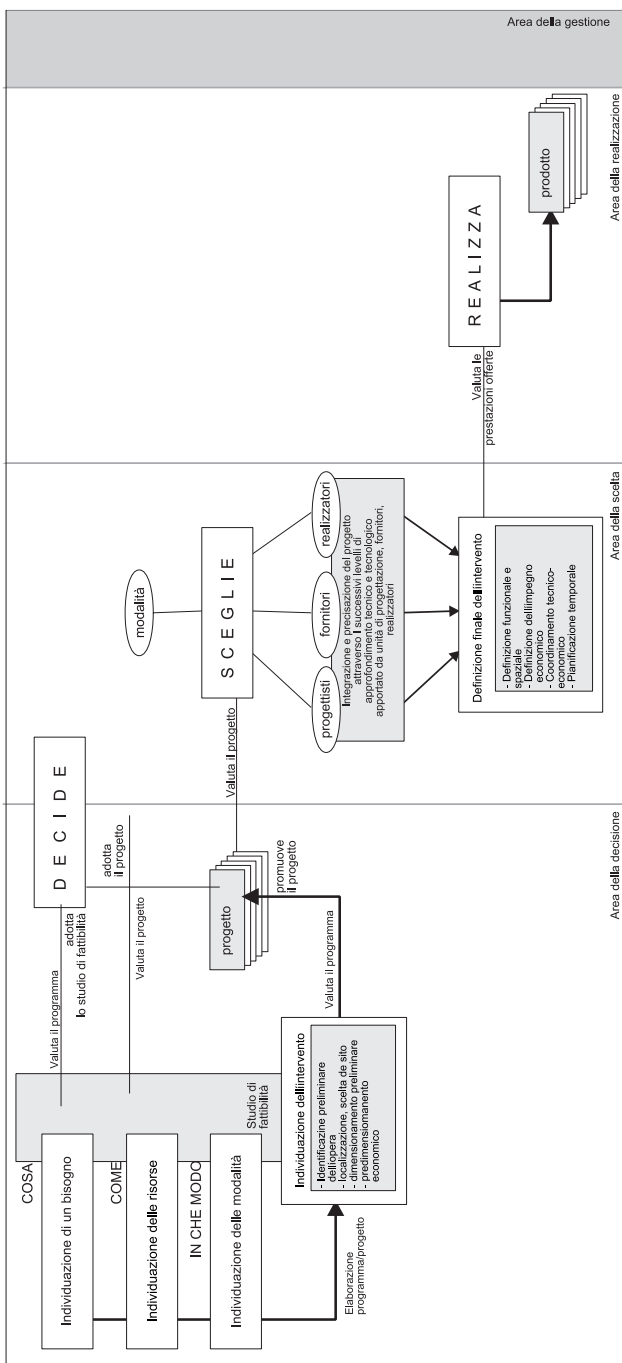 COSA
Individuazione di un bisogno
COME
Individuazione delle risorse
IN CHE MODO
Individuazione delle modalità
Studio di
fattibilità
Elaborazione
programma/progetto
Individuazione dell'intervento
- Identificazine preliminare
dell'opera
- localizzazione, scelta de sito
- dimensionamento preliminare
- predimensiomanento
economico
Valuta il programma
adotta
lo studio di fattibilità
Valuta il progetto
adotta
il progetto
DECIDE
progetto
promuove
il progetto
Valuta il programma
Area della decisione
Valuta il progetto
modalità
SCEGLIE
progettisti
fornitori
realizzatori
Integrazione e precisazione del progetto
attraverso I successivi levelli di
approfondimento tecnico e tecnologico
apportato da unità di progettazione, fornitori,
realizzatori
Definizione finale dell'intervento
- Definizione funzionale e
spaziale
- Definizione dell'impegno
economico
- Coordinamento tecnico-
economico
- Pianificazione temporale
Area della scelta
Valuta le
prestazioni offerte
REALIZZA
prodotto
Area della realizzazione
Area della gestione